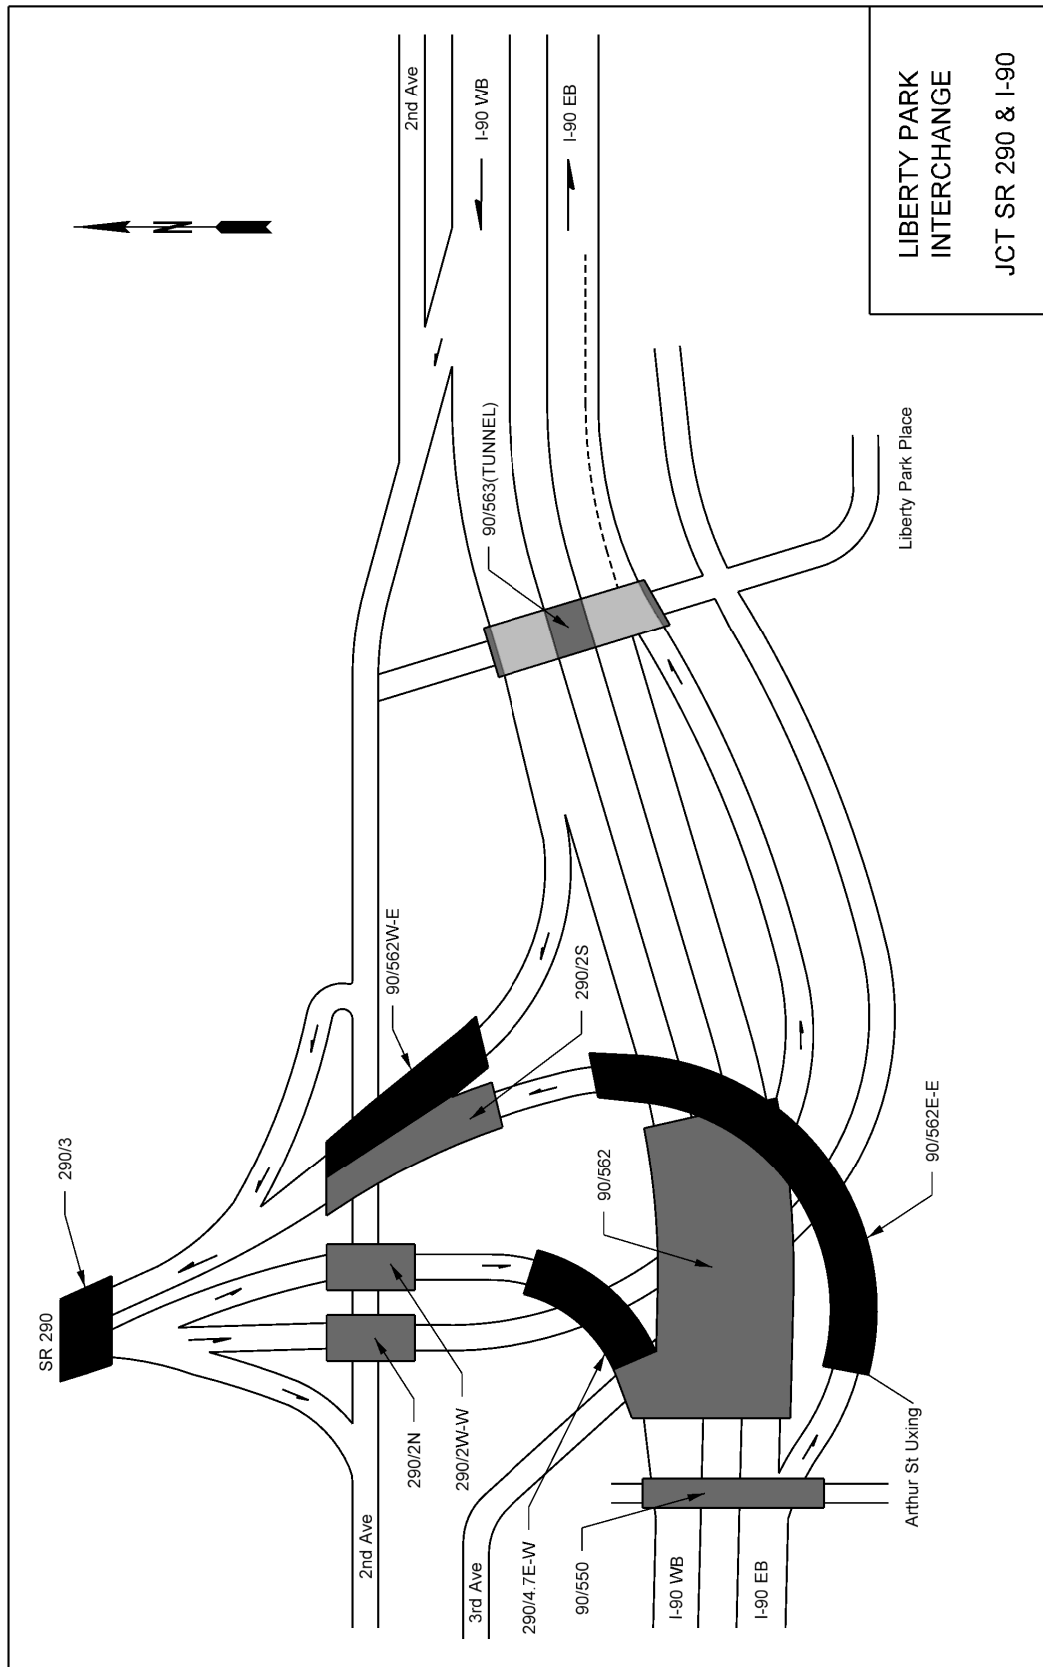 LIBERTY PARK
INTERCHANGE
JCT SR 290 & I-90
N
SR 290
290/3
2nd Ave
290/2N
290/2W-W
3rd Ave
290/4.7E-W
90/550
I-90 WB
I-90 EB
Arthur St Uxing
90/562
90/562E-E
290/2S
90/562W-E
90/563(TUNNEL)
Liberty Park Place
2nd Ave
I-90 WB
I-90 EB